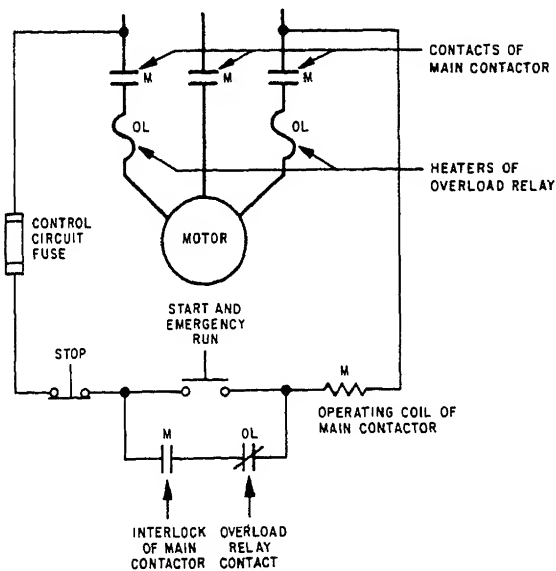 M
M
M
CONTACTS OF
MAIN CONTACTOR
OL
OL
HEATERS OF
OVERLOAD RELAY
CONTROL
CIRCUIT
FUSE
MOTOR
START AND
EMERGENCY
RUN
STOP
M
OPERATING COIL OF
MAIN CONTACTOR
M
OL
INTERLOCK
OF MAIN
CONTACTOR
OVERLOAD
RELAY
CONTACT